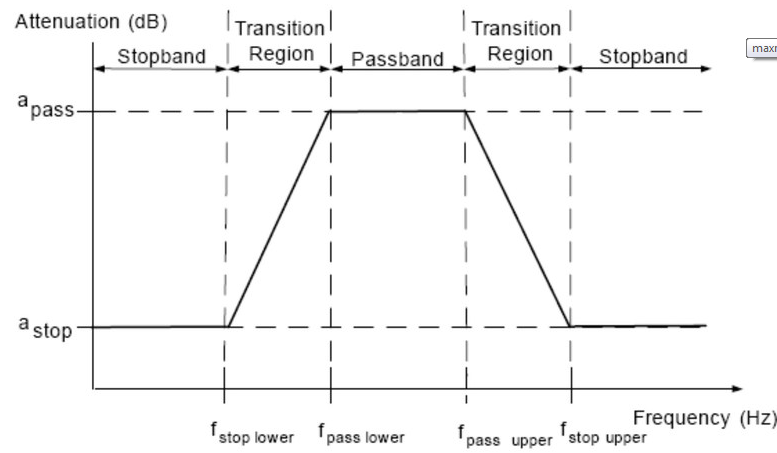 Attenuation (dB)
Transition
Region
Transition
Region
Stopband
Passband
Stopband
a pass
a stop
f stop lower
f pass lower
f pass upper
f stop upper
Frequency (Hz)